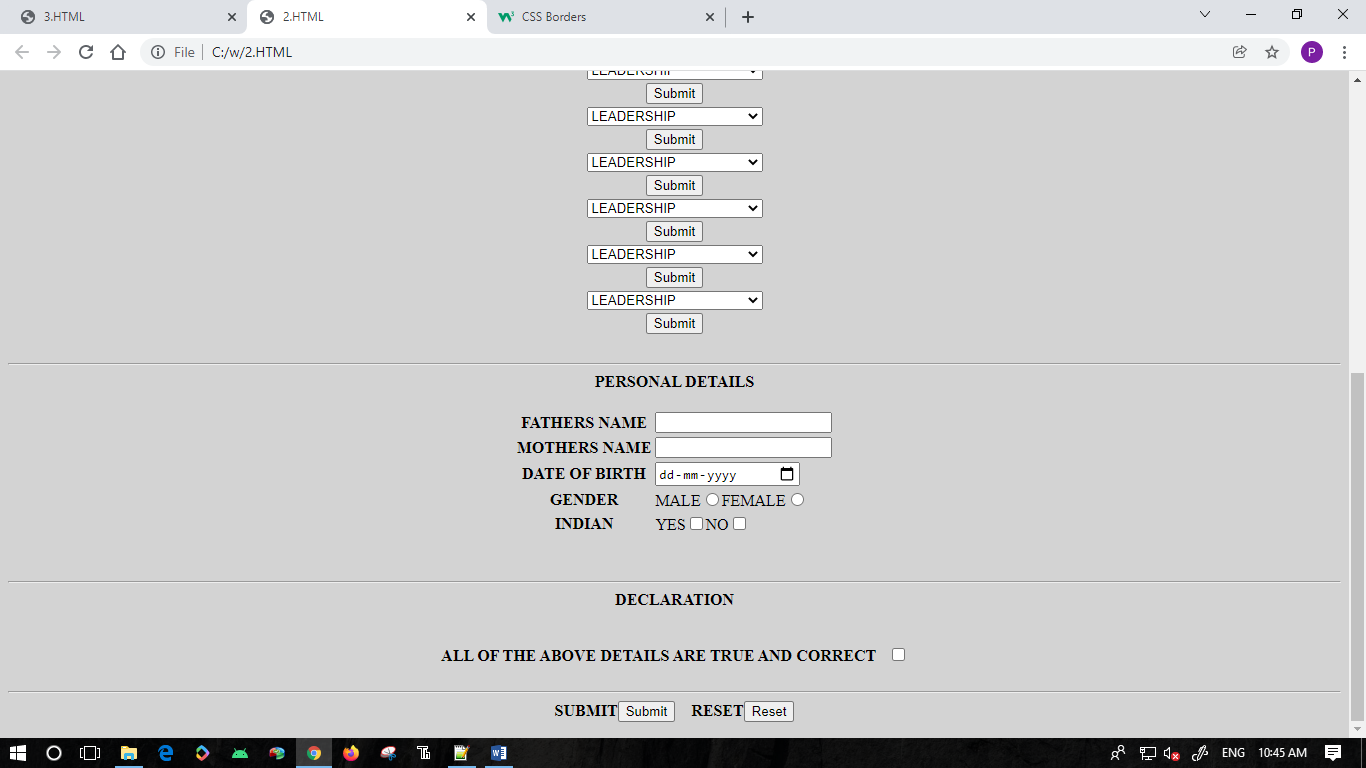 3.HTML 2.HTML W3 CSS Borders
File C:/w/2.HTML P
LEADERSHIP
Submit
LEADERSHIP
Submit
LEADERSHIP
Submit
LEADERSHIP
Submit
LEADERSHIP
Submit
LEADERSHIP
Submit
PERSONAL DETAILS
FATHERS NAME
MOTHERS NAME
DATE OF BIRTH dd-mm-yyyy
GENDER MALE FEMALE
INDIAN YES NO
DECLARATION
ALL OF THE ABOVE DETAILS ARE TRUE AND CORRECT
SUBMIT Submit RESET Reset
ENG 10:45 AM